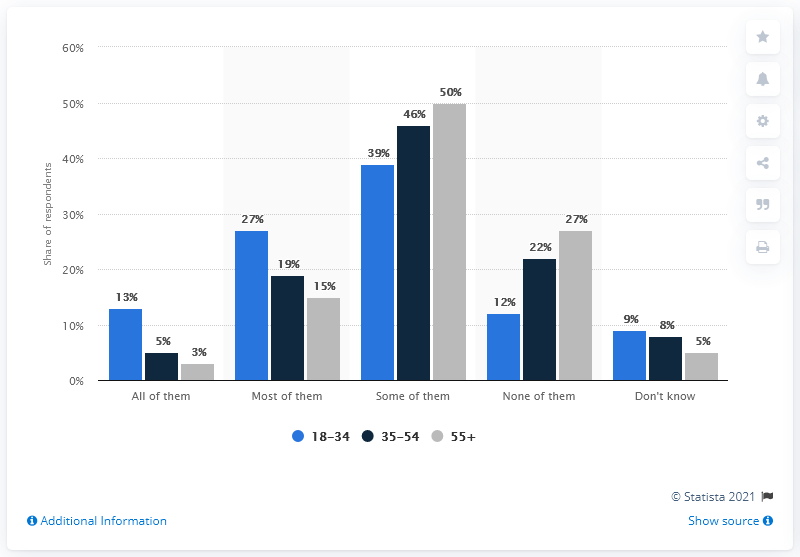 60%
50%
40%
30%
20%
10%
0%
Share of respondents
13%
5%
3%
27%
19%
15%
39%
46%
50%
12%
22%
27%
9%
8%
5%
All of them
Most of them
Some of them
None of them
Don't know
18–34 35–54 55+
© Statista 2021
Additional Information
Show source